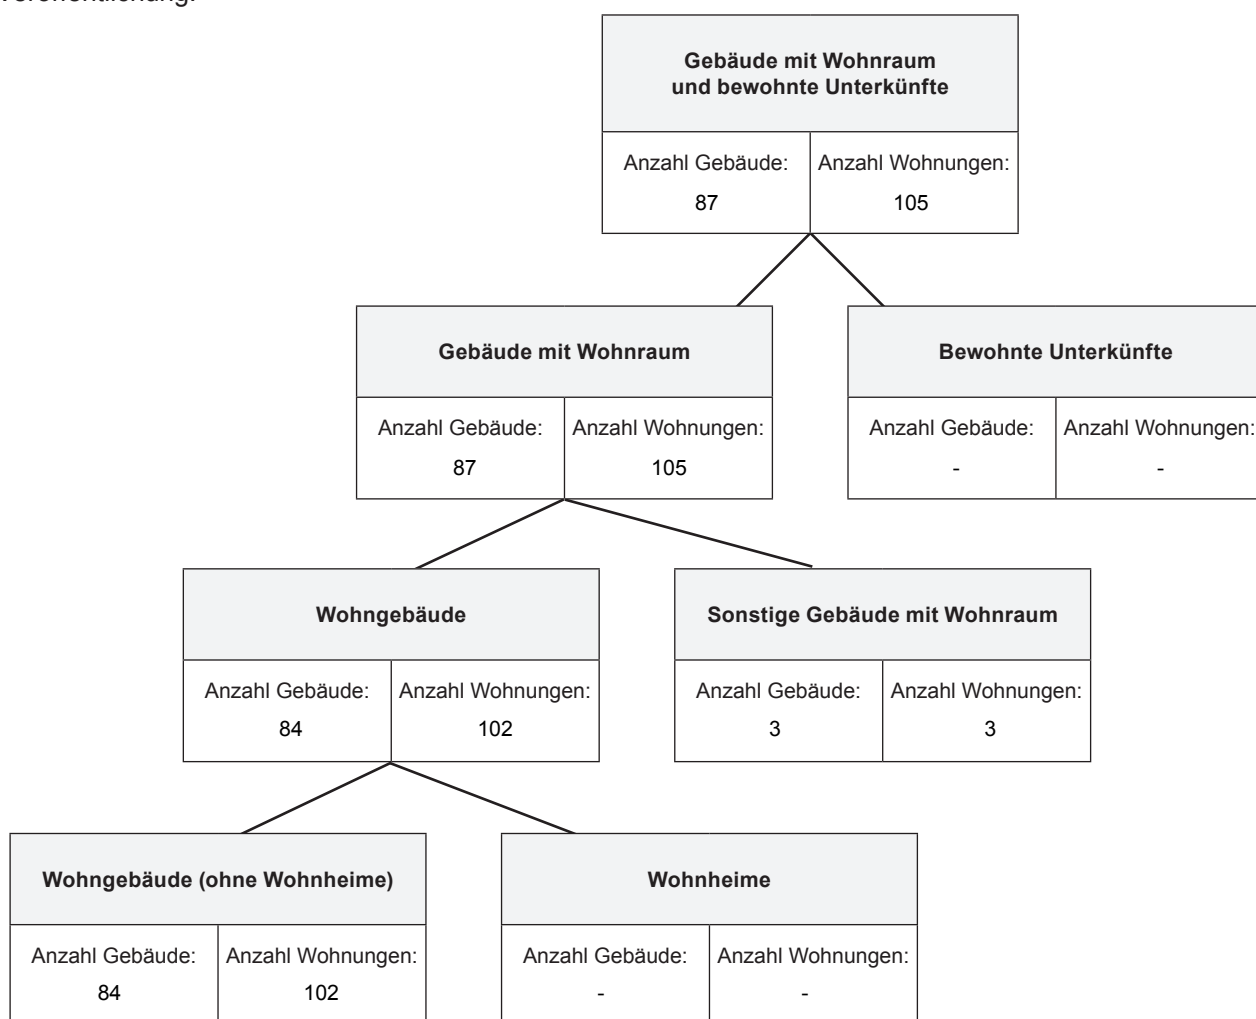 Veröffentlichung.
Gebäude mit Wohnraum
und bewohnte Unterkünfte
Anzahl Gebäude: Anzahl Wohnungen:
87 105
Gebäude mit Wohnraum Bewohnte Unterkünfte
Anzahl Gebäude: Anzahl Wohnungen: Anzahl Gebäude: Anzahl Wohnungen:
87 105 - -
Wohngebäude Sonstige Gebäude mit Wohnraum
Anzahl Gebäude: Anzahl Wohnungen: Anzahl Gebäude: Anzahl Wohnungen:
84 102 3 3
Wohngebäude (ohne Wohnheime) Wohnheime
Anzahl Gebäude: Anzahl Wohnungen: Anzahl Gebäude: Anzahl Wohnungen:
84 102 - -